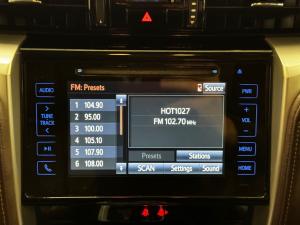 FM: Presets
Source
AUDIO
PWR
1 104.90
2 95.00
3 100.00
4 105.10
5 107.90
6 108.00
HOT1027
FM 102.70 MHz
TUNE
TRACK
VOL
Presets
Stations
SCAN
Settings
Sound
MENU
HOME